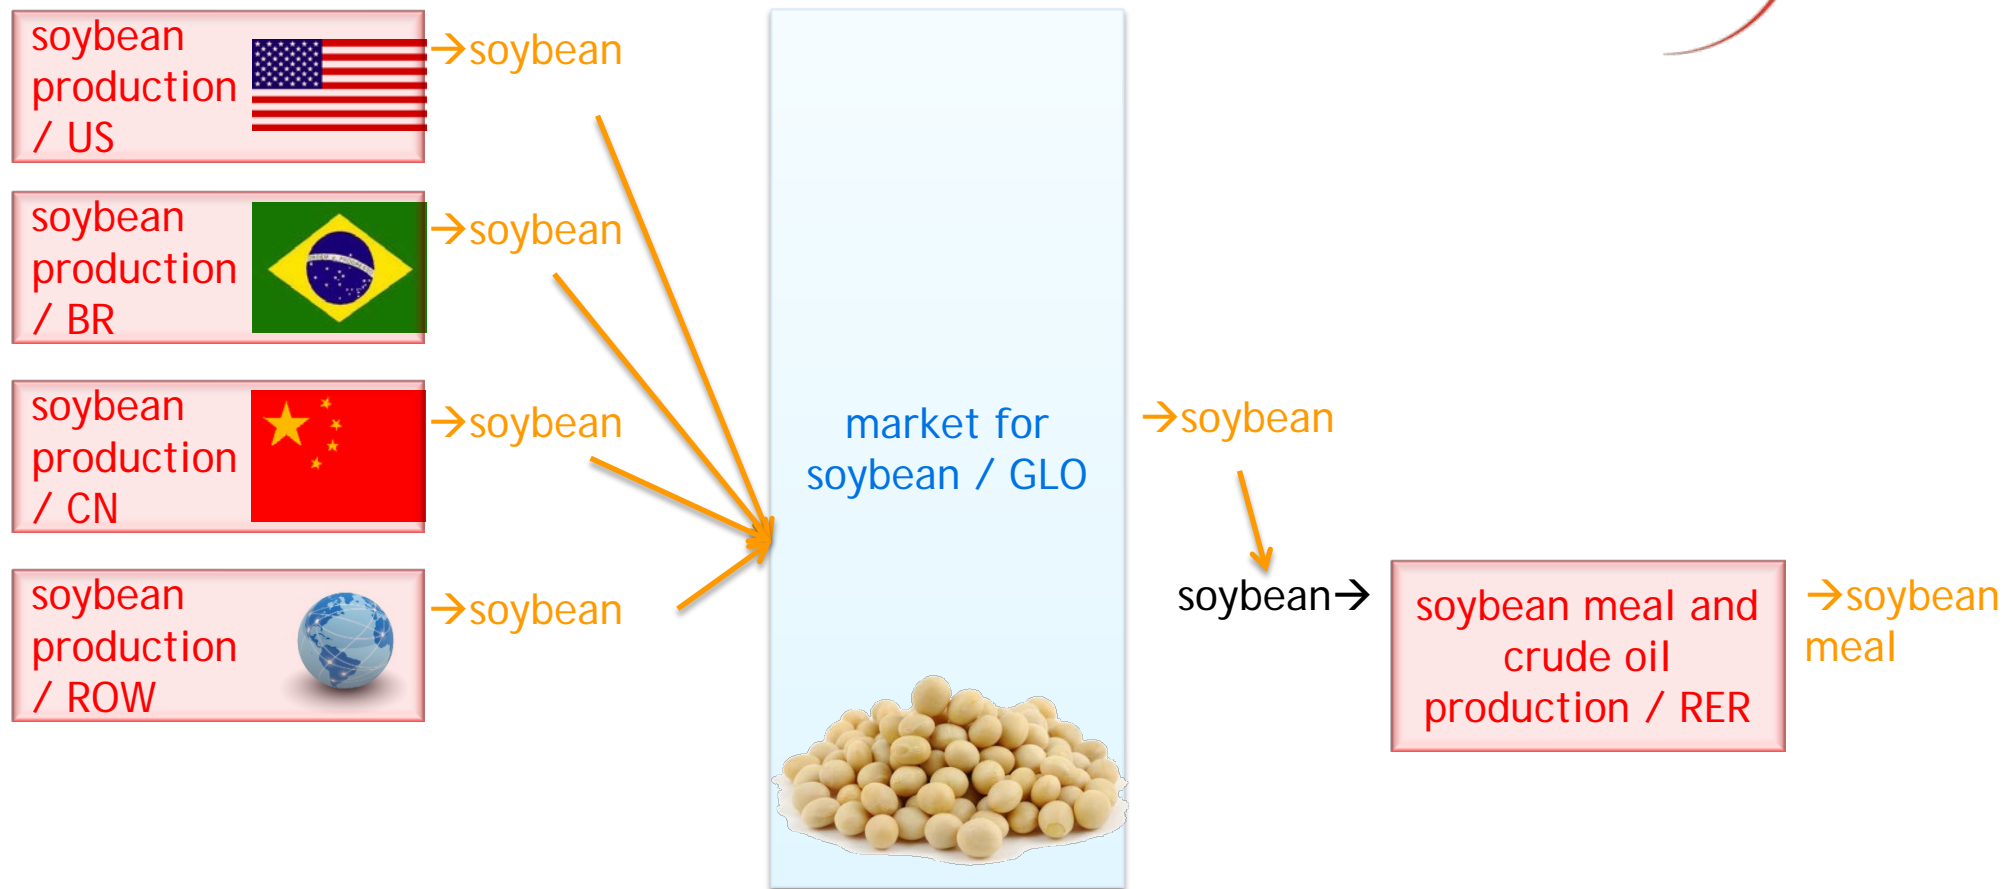 soybean
production
/ US
→soybean
soybean
production
/ BR
→soybean
soybean
production
/ CN
→soybean
soybean
production
/ ROW
→soybean
market for
soybean / GLO
→soybean
soybean→
soybean meal and
crude oil
production / RER
→soybean
meal